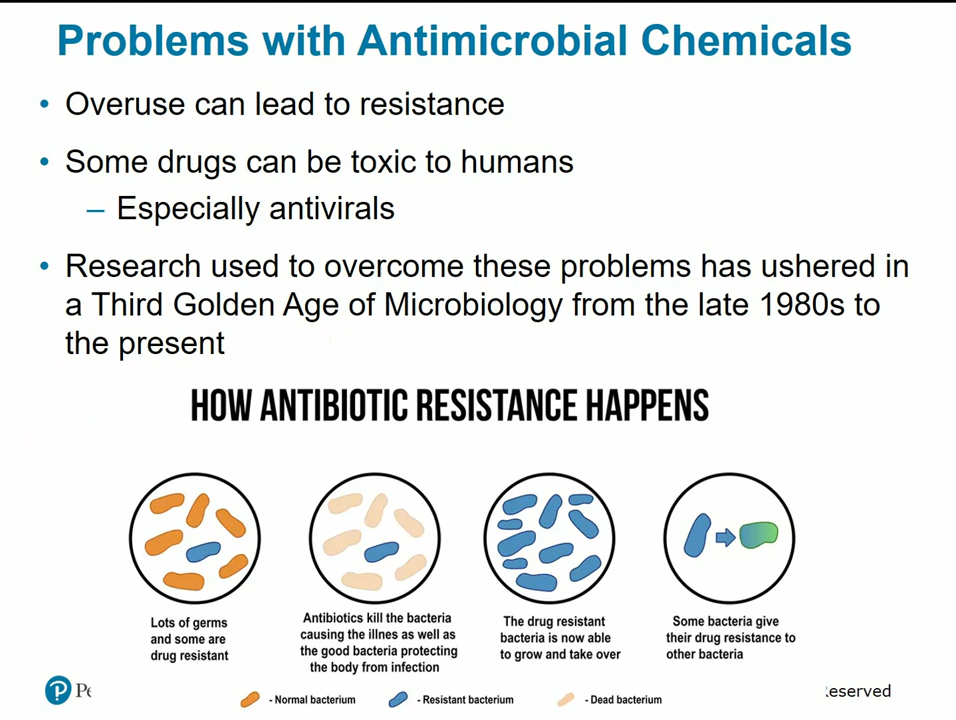 Problems with Antimicrobial Chemicals
• Overuse can lead to resistance
• Some drugs can be toxic to humans
– Especially antivirals
• Research used to overcome these problems has ushered in
a Third Golden Age of Microbiology from the late 1980s to
the present
HOW ANTIBIOTIC RESISTANCE HAPPENS
Lots of germs
and some are
drug resistant
Antibiotics kill the bacteria
causing the illnes as well as
the good bacteria protecting
the body from infection
The drug resistant
bacteria is now able
to grow and take over
Some bacteria give
their drug resistance to
other bacteria
P
- Normal bacterium - Resistant bacterium - Dead bacterium